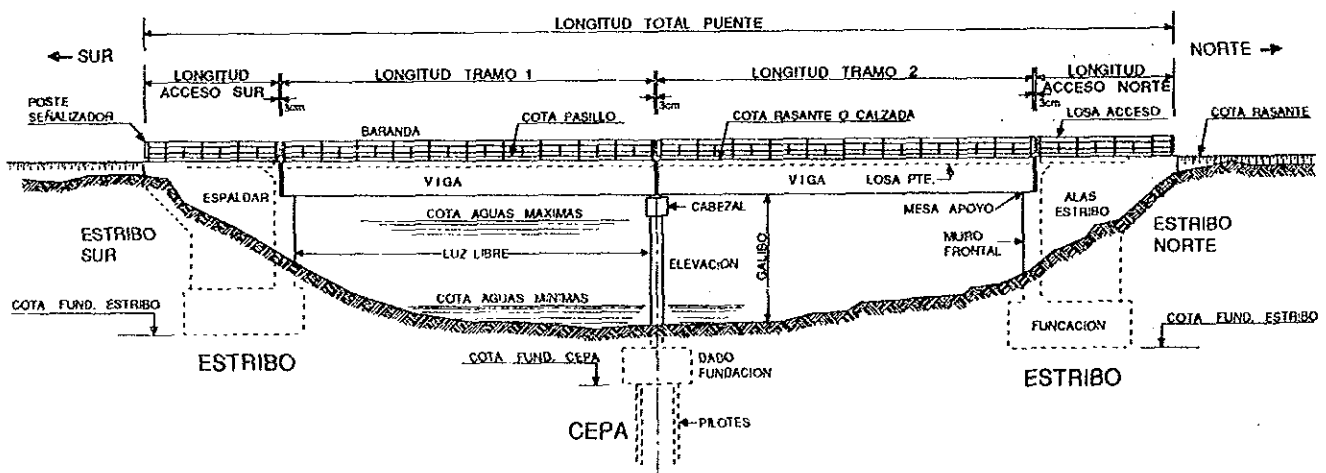 LONGITUD TOTAL PUENTE
← SUR
NORTE →
LONGITUD ACCESO SUR
LONGITUD TRAMO 1
LONGITUD TRAMO 2
LONGITUD ACCESO NORTE
3cm
3cm
3cm
POSTE SEÑALIZADOR
BARANDA
COTA PASILLO
COTA RASANTE O CALZADA
LOSA ACCESO
COTA RASANTE
ESPALDAR
VIGA
VIGA
LOSA PTE.
COTA AGUAS MAXIMAS
CABEZAL
MESA APOYO
ALAS ESTRIBO
ESTRIBO SUR
LUZ LIBRE
ELEVACION
GALIBO
MURO FRONTAL
ESTRIBO NORTE
COTA FUND. ESTRIBO
COTA AGUAS MINIMAS
FUNCACION
COTA FUND. ESTRIBO
ESTRIBO
COTA FUND. CEPA
DADO FUNDACION
ESTRIBO
CEPA
PILOTES